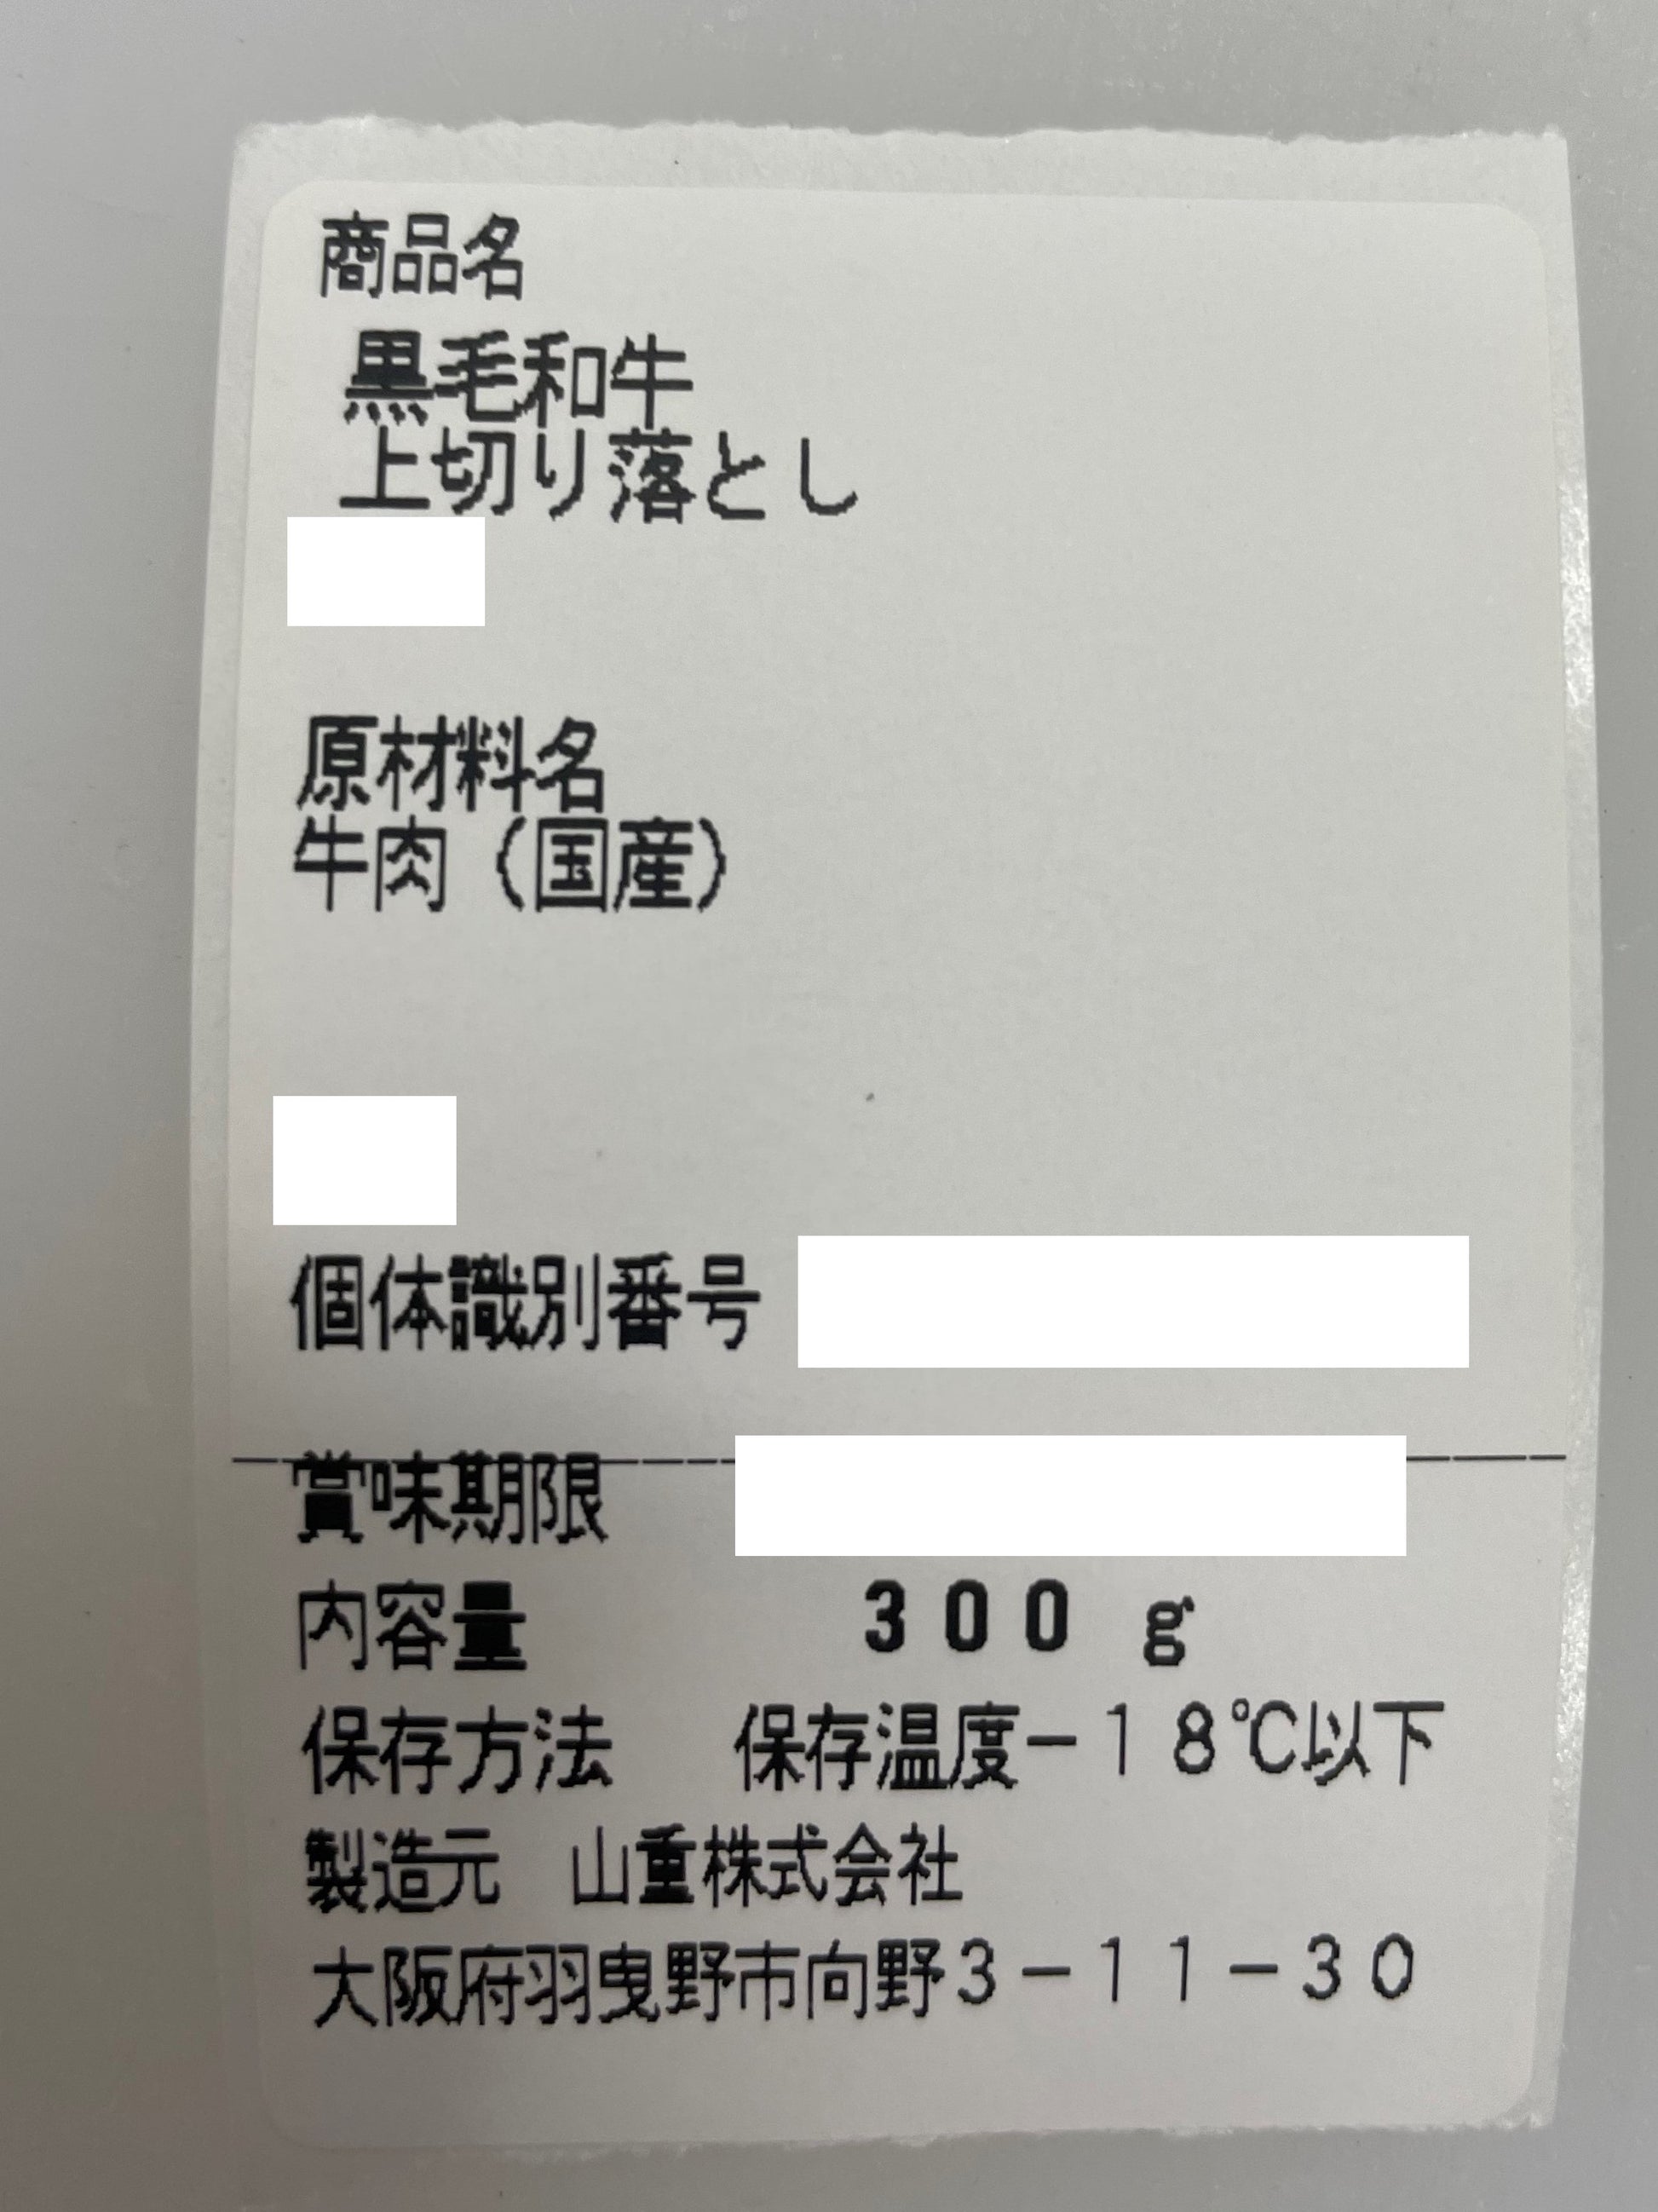 商品名
黒毛和牛
上切り落とし
原材料名
牛肉（国産）
個体識別番号
賞味期限
内容量 300 g
保存方法 保存温度−18℃以下
製造元 山重株式会社
大阪府羽曳野市向野3−11−30